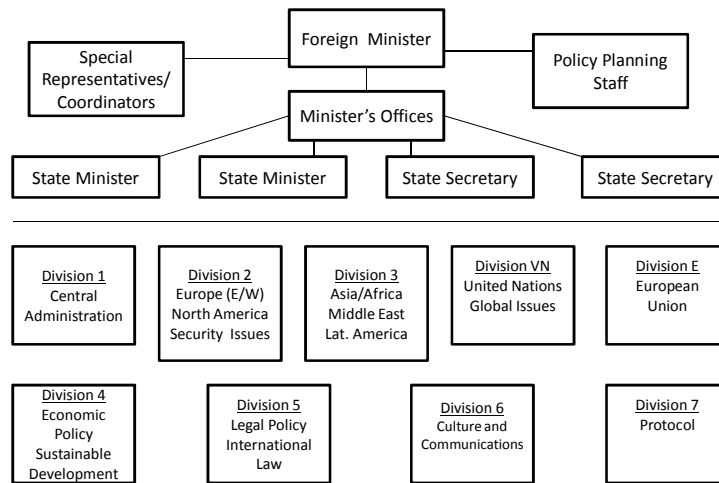 Foreign Minister
Special
Representatives/
Coordinators
Policy Planning
Staff
Minister’s Offices
State Minister
State Minister
State Secretary
State Secretary
Division 1
Central
Administration
Division 2
Europe (E/W)
North America
Security Issues
Division 3
Asia/Africa
Middle East
Lat. America
Division VN
United Nations
Global Issues
Division E
European
Union
Division 4
Economic
Policy
Sustainable
Development
Division 5
Legal Policy
International
Law
Division 6
Culture and
Communications
Division 7
Protocol